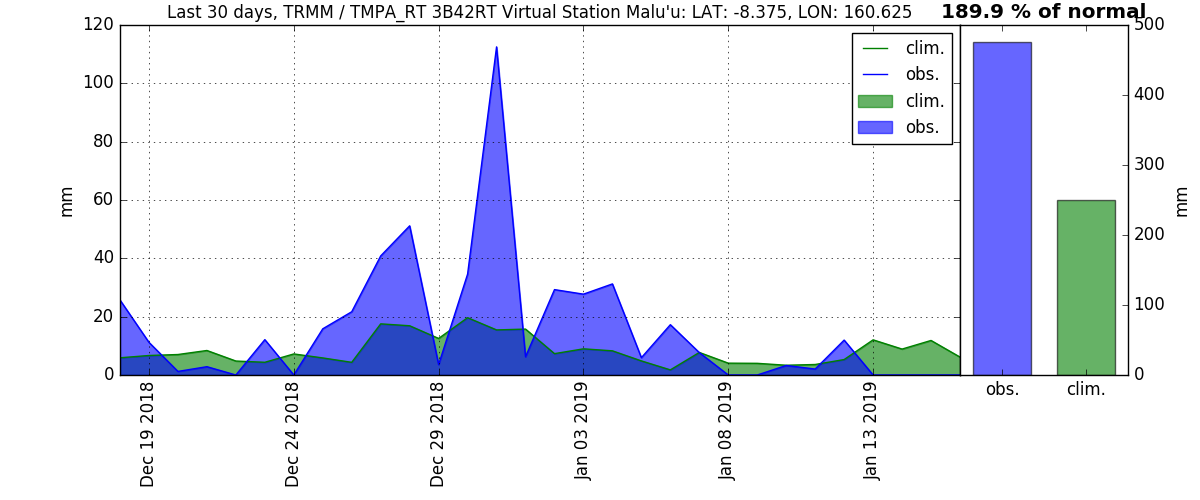 Last 30 days, TRMM / TMPA_RT 3B42RT Virtual Station Malu'u: LAT: -8.375, LON: 160.625
189.9 % of normal
120
100
80
60
40
20
0
mm
clim.
obs.
clim.
obs.
500
400
300
200
100
0
mm
obs.
clim.
Dec 19 2018
Dec 24 2018
Dec 29 2018
Jan 03 2019
Jan 08 2019
Jan 13 2019